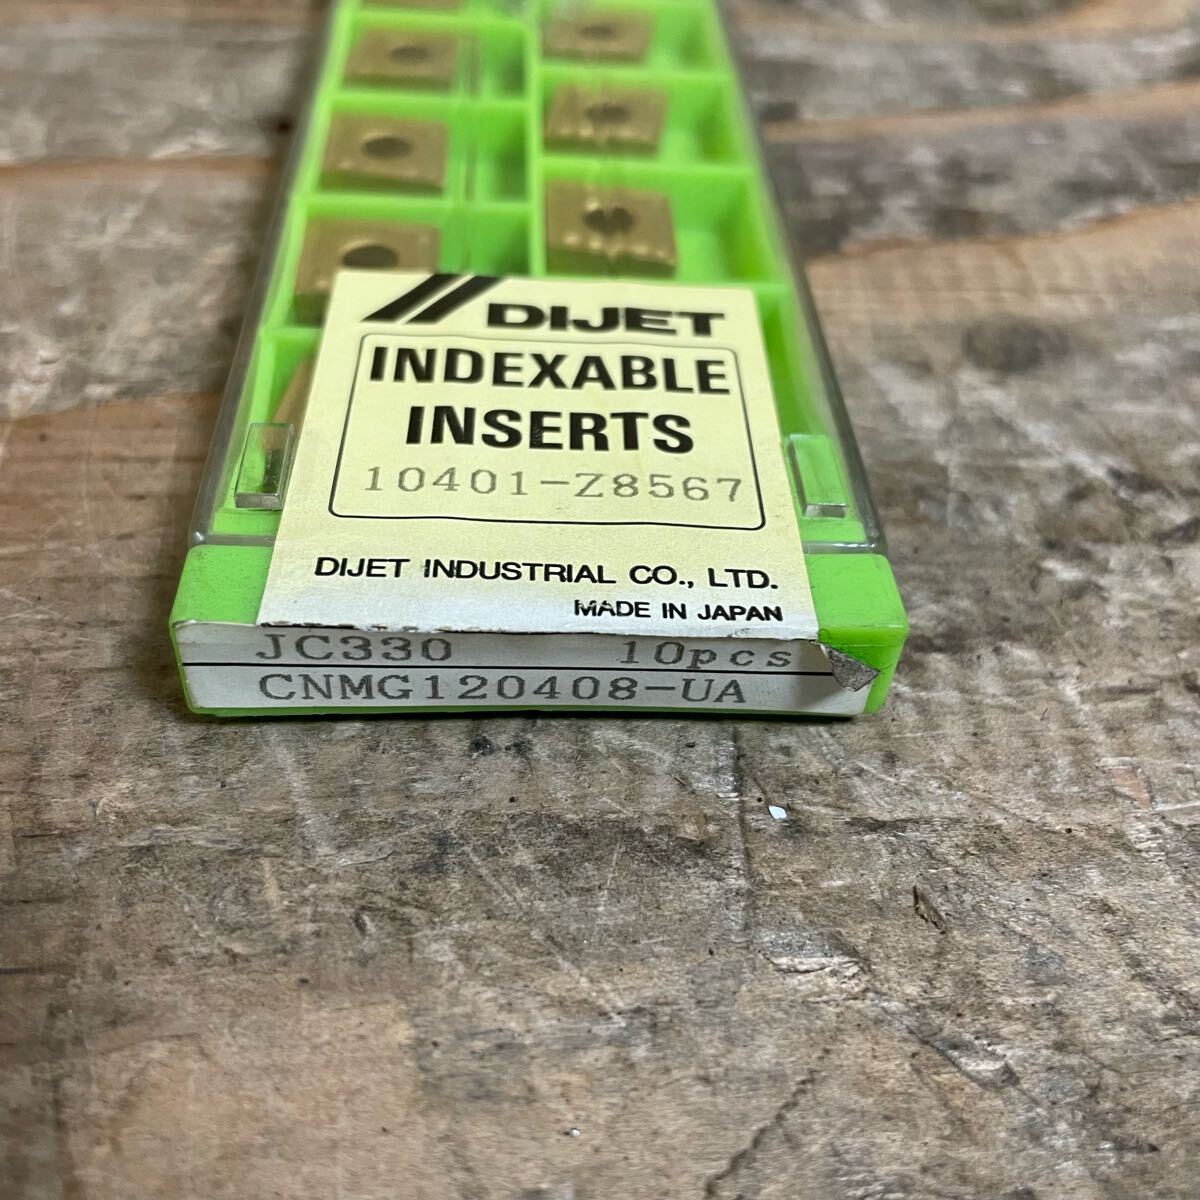 DIJET
INDEXABLE
INSERTS
10401-Z8567
DIJET INDUSTRIAL CO., LTD.
MADE IN JAPAN
JC330 10pcs
CNMG120408-UA